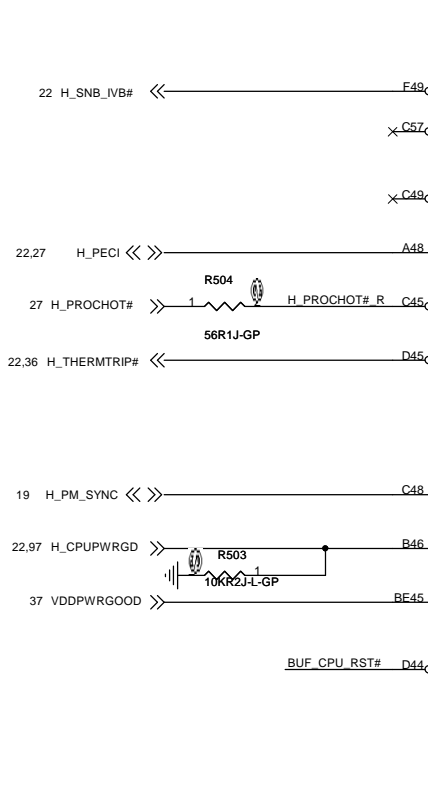 22 H_SNB_IVB# F49
C57
C49
22,27 H_PECI A48
R504
27 H_PROCHOT# 1 2 H_PROCHOT#_R C45
56R1J-GP
22,36 H_THERMTRIP# D45
19 H_PM_SYNC C48
22,97 H_CPUPWRGD B46
R503
2 1
10KR2J-L-GP
37 VDDPWRGOOD BE45
BUF_CPU_RST# D44